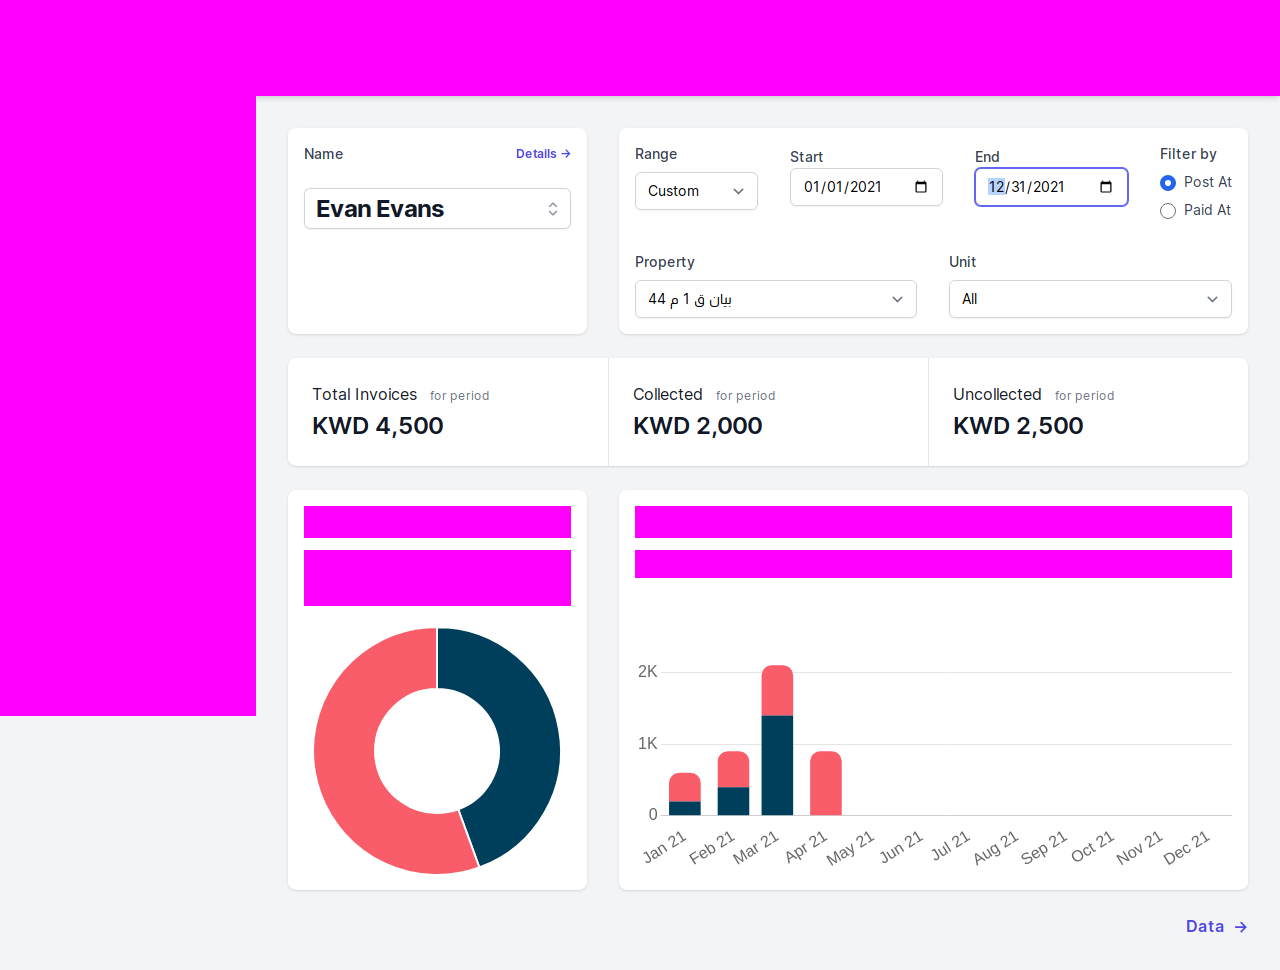 Name
Details →
Evan Evans
Range
Custom
Start
01/01/2021
End
12/31/2021
Filter by
Post At
Paid At
Property
بيان ق 1 م 44
Unit
All
Total Invoices for period
KWD 4,500
Collected for period
KWD 2,000
Uncollected for period
KWD 2,500
2K
1K
0
Jan 21
Feb 21
Mar 21
Apr 21
May 21
Jun 21
Jul 21
Aug 21
Sep 21
Oct 21
Nov 21
Dec 21
Data →